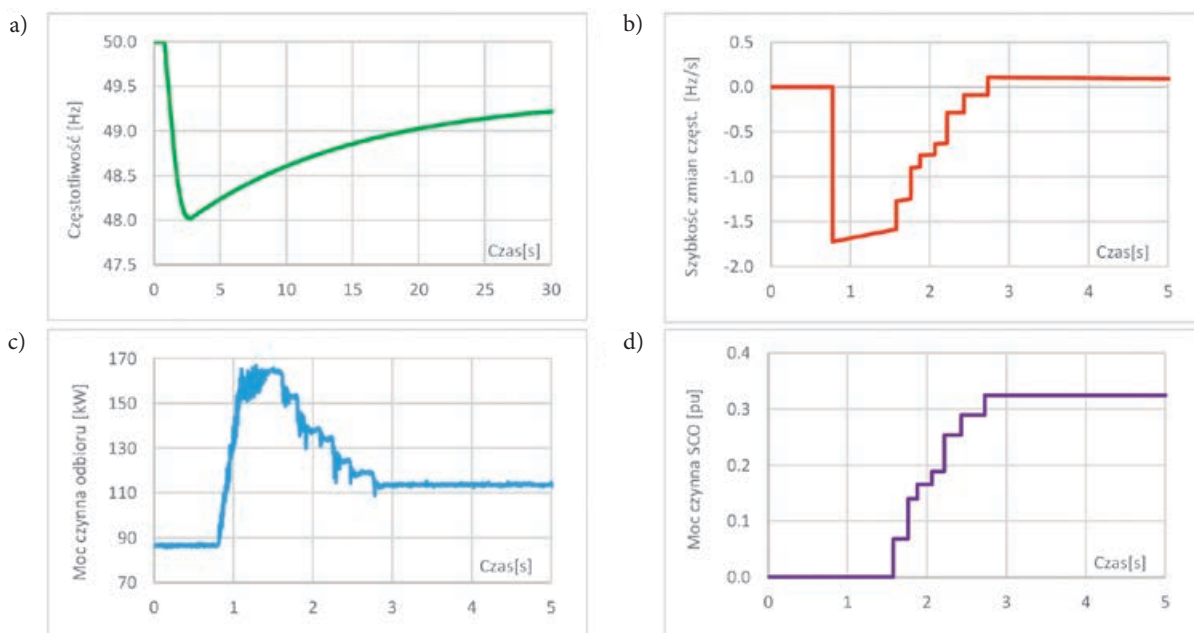 a)
Częstotliwość [Hz]
50.0
49.5
49.0
48.5
48.0
47.5
Czas[s]
0 5 10 15 20 25 30
b)
Szybkość zmian częst. [Hz/s]
0.5
0.0
-0.5
-1.0
-1.5
-2.0
Czas[s]
0 1 2 3 4 5
c)
Moc czynna odbioru [kW]
170
150
130
110
90
70
Czas[s]
0 1 2 3 4 5
d)
Moc czynna SCO [pu]
0.4
0.3
0.2
0.1
0.0
Czas[s]
0 1 2 3 4 5